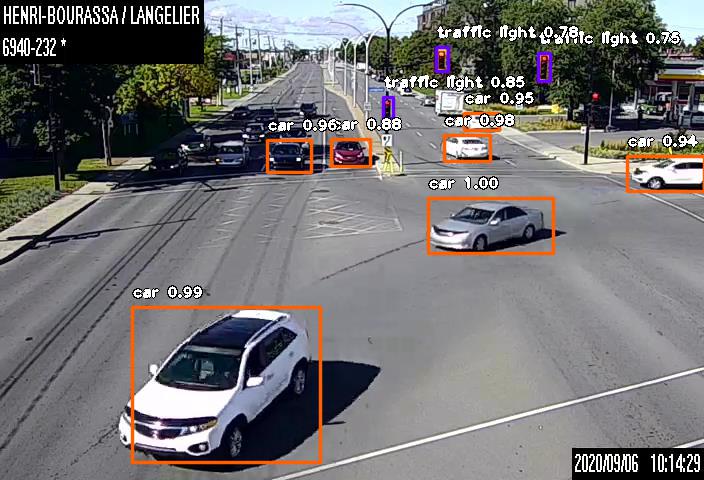 HENRI-BOURASSA / LANGELIER
6940-232 *
traffic light 0.78
traffic light 0.75
traffic light 0.85
car 0.95
car 0.96
car 0.88
car 0.98
car 0.94
car 1.00
car 0.99
2020/09/06 10:14:29